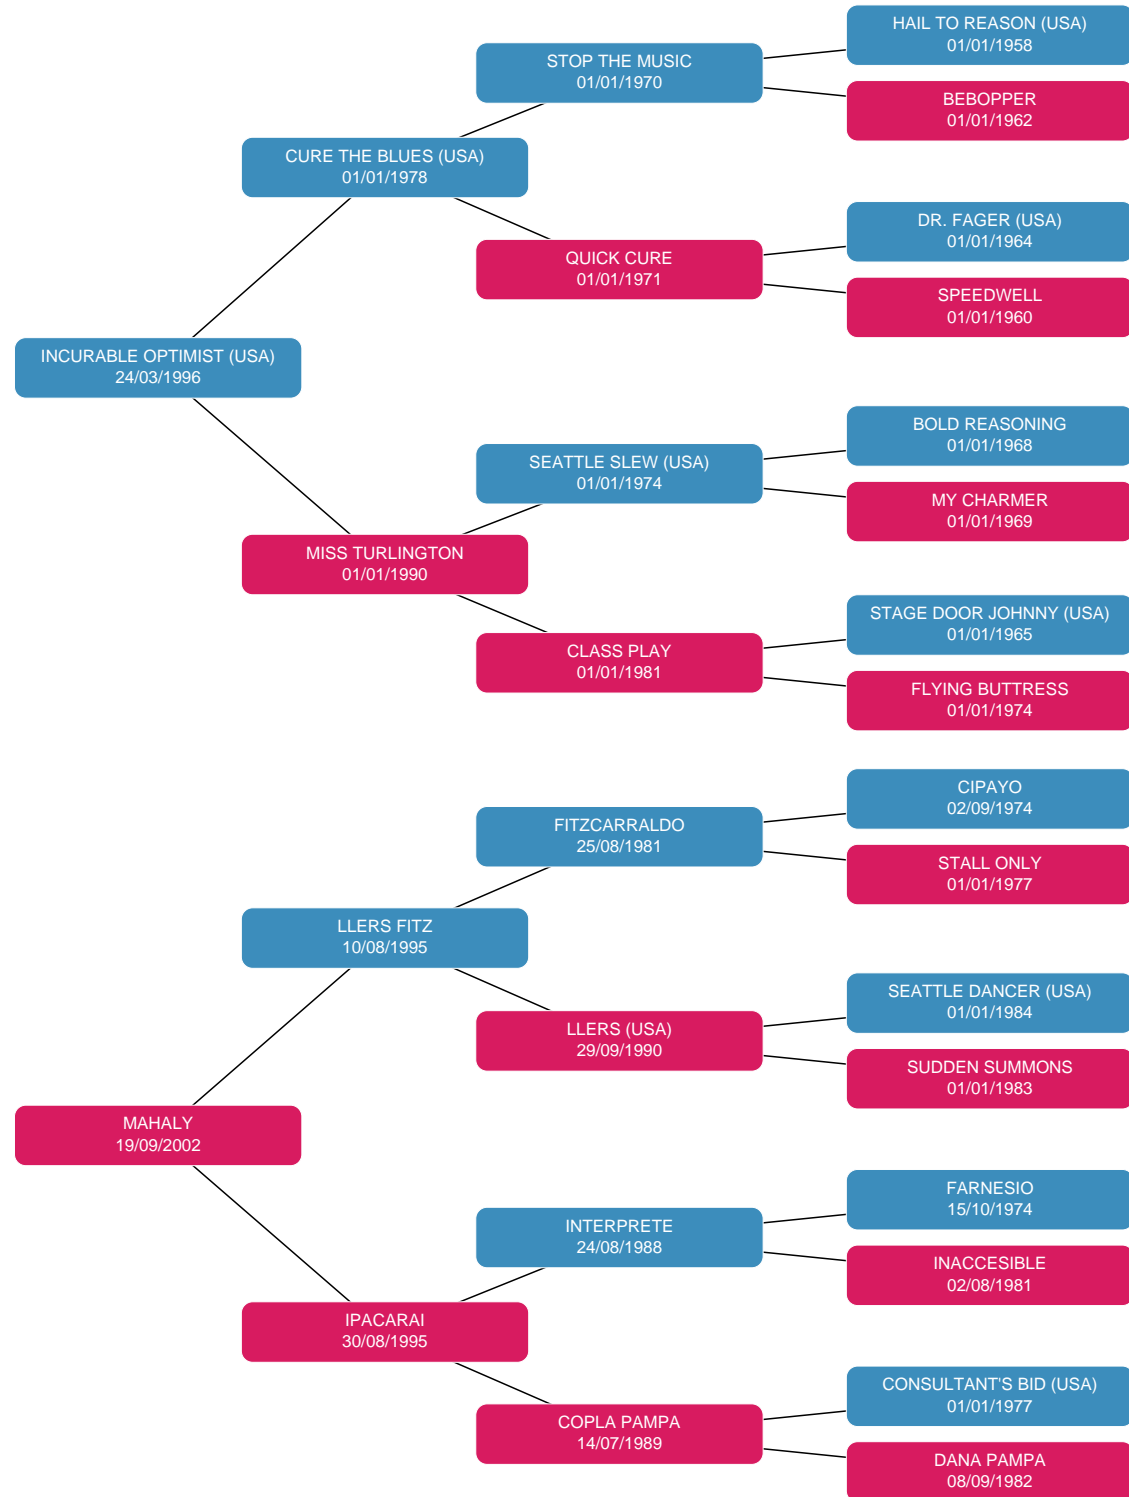 HAIL TO REASON (USA)
01/01/1958
STOP THE MUSIC
01/01/1970
BEBOPPER
01/01/1962
CURE THE BLUES (USA)
01/01/1978
DR. FAGER (USA)
01/01/1964
QUICK CURE
01/01/1971
SPEEDWELL
01/01/1960
INCURABLE OPTIMIST (USA)
24/03/1996
BOLD REASONING
01/01/1968
SEATTLE SLEW (USA)
01/01/1974
MY CHARMER
01/01/1969
MISS TURLINGTON
01/01/1990
STAGE DOOR JOHNNY (USA)
01/01/1965
CLASS PLAY
01/01/1981
FLYING BUTTRESS
01/01/1974
CIPAYO
02/09/1974
FITZCARRALDO
25/08/1981
STALL ONLY
01/01/1977
LLERS FITZ
10/08/1995
SEATTLE DANCER (USA)
01/01/1984
LLERS (USA)
29/09/1990
SUDDEN SUMMONS
01/01/1983
MAHALY
19/09/2002
FARNESIO
15/10/1974
INTERPRETE
24/08/1988
INACCESIBLE
02/08/1981
IPACARAI
30/08/1995
CONSULTANT'S BID (USA)
01/01/1977
COPLA PAMPA
14/07/1989
DANA PAMPA
08/09/1982